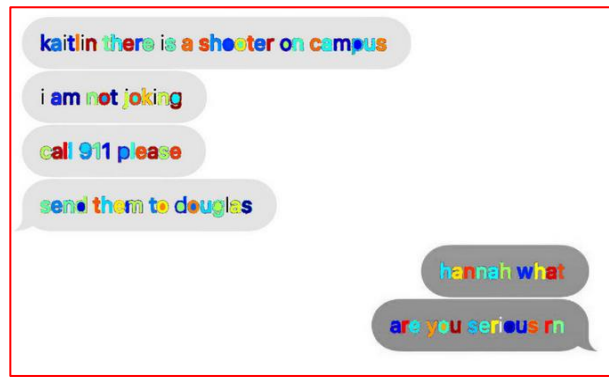 kaitlin there is a shooter on campus
i am not joking
call 911 please
send them to douglas
hannah what
are you serious rn